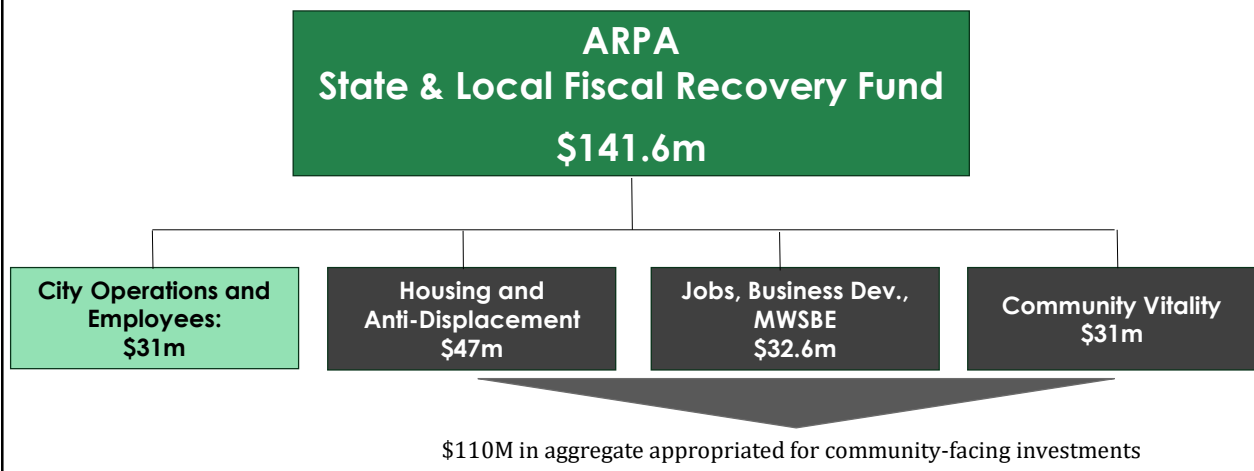 ARPA
State & Local Fiscal Recovery Fund
$141.6m
City Operations and
Employees:
$31m
Housing and
Anti-Displacement
$47m
Jobs, Business Dev.,
MWSBE
$32.6m
Community Vitality
$31m
$110M in aggregate appropriated for community-facing investments